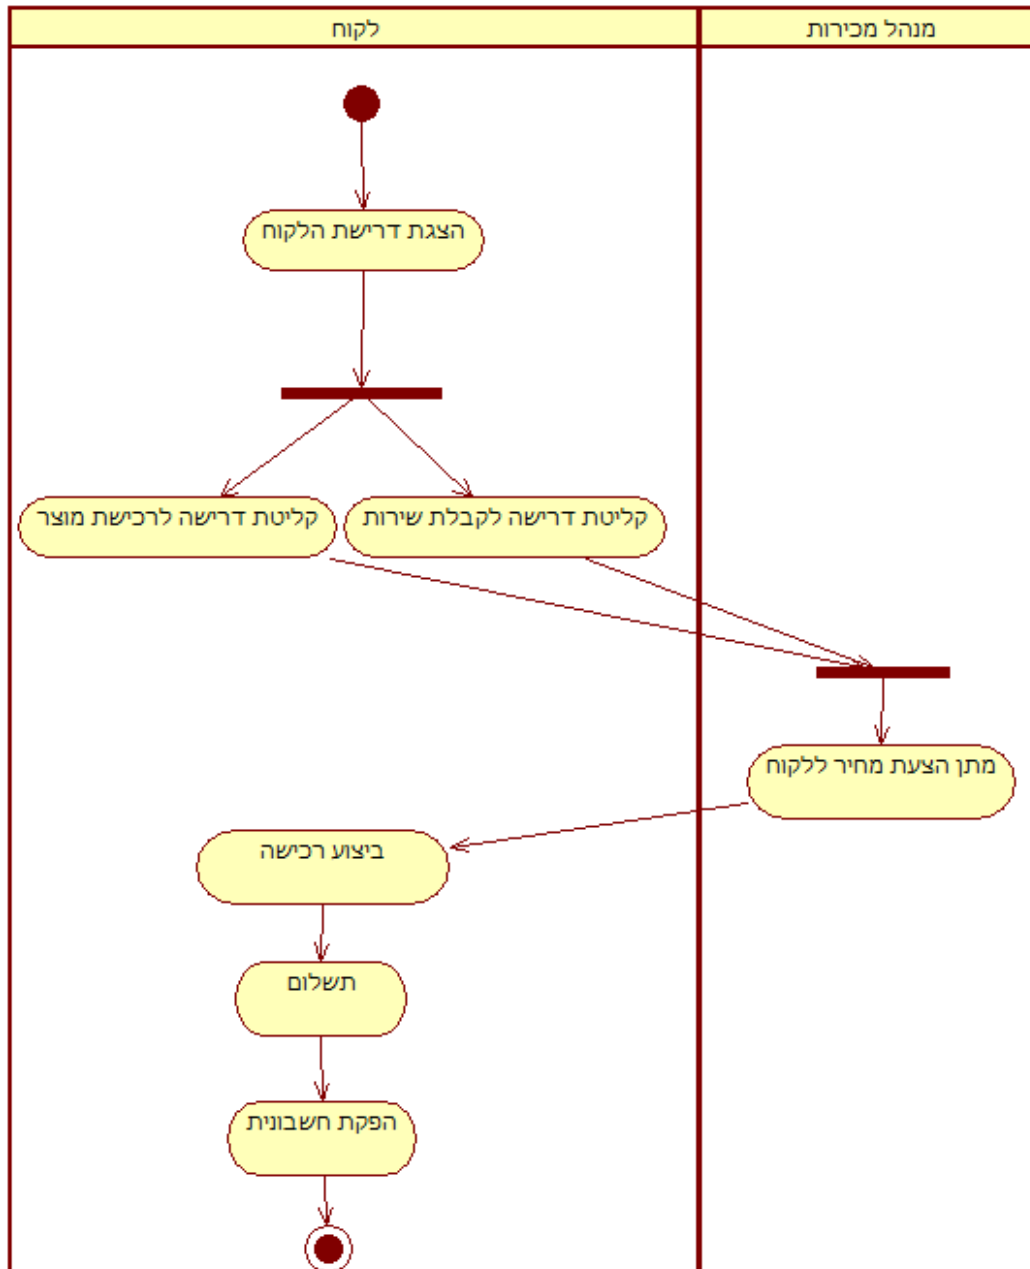 מנהל מכירות
לקוח
הצגת דרישת הלקוח
קליטת דרישה לקבלת שירות
קליטת דרישה לרכישת מוצר
מתן הצעת מחיר ללקוח
ביצוע רכישה
תשלום
הפקת חשבונית